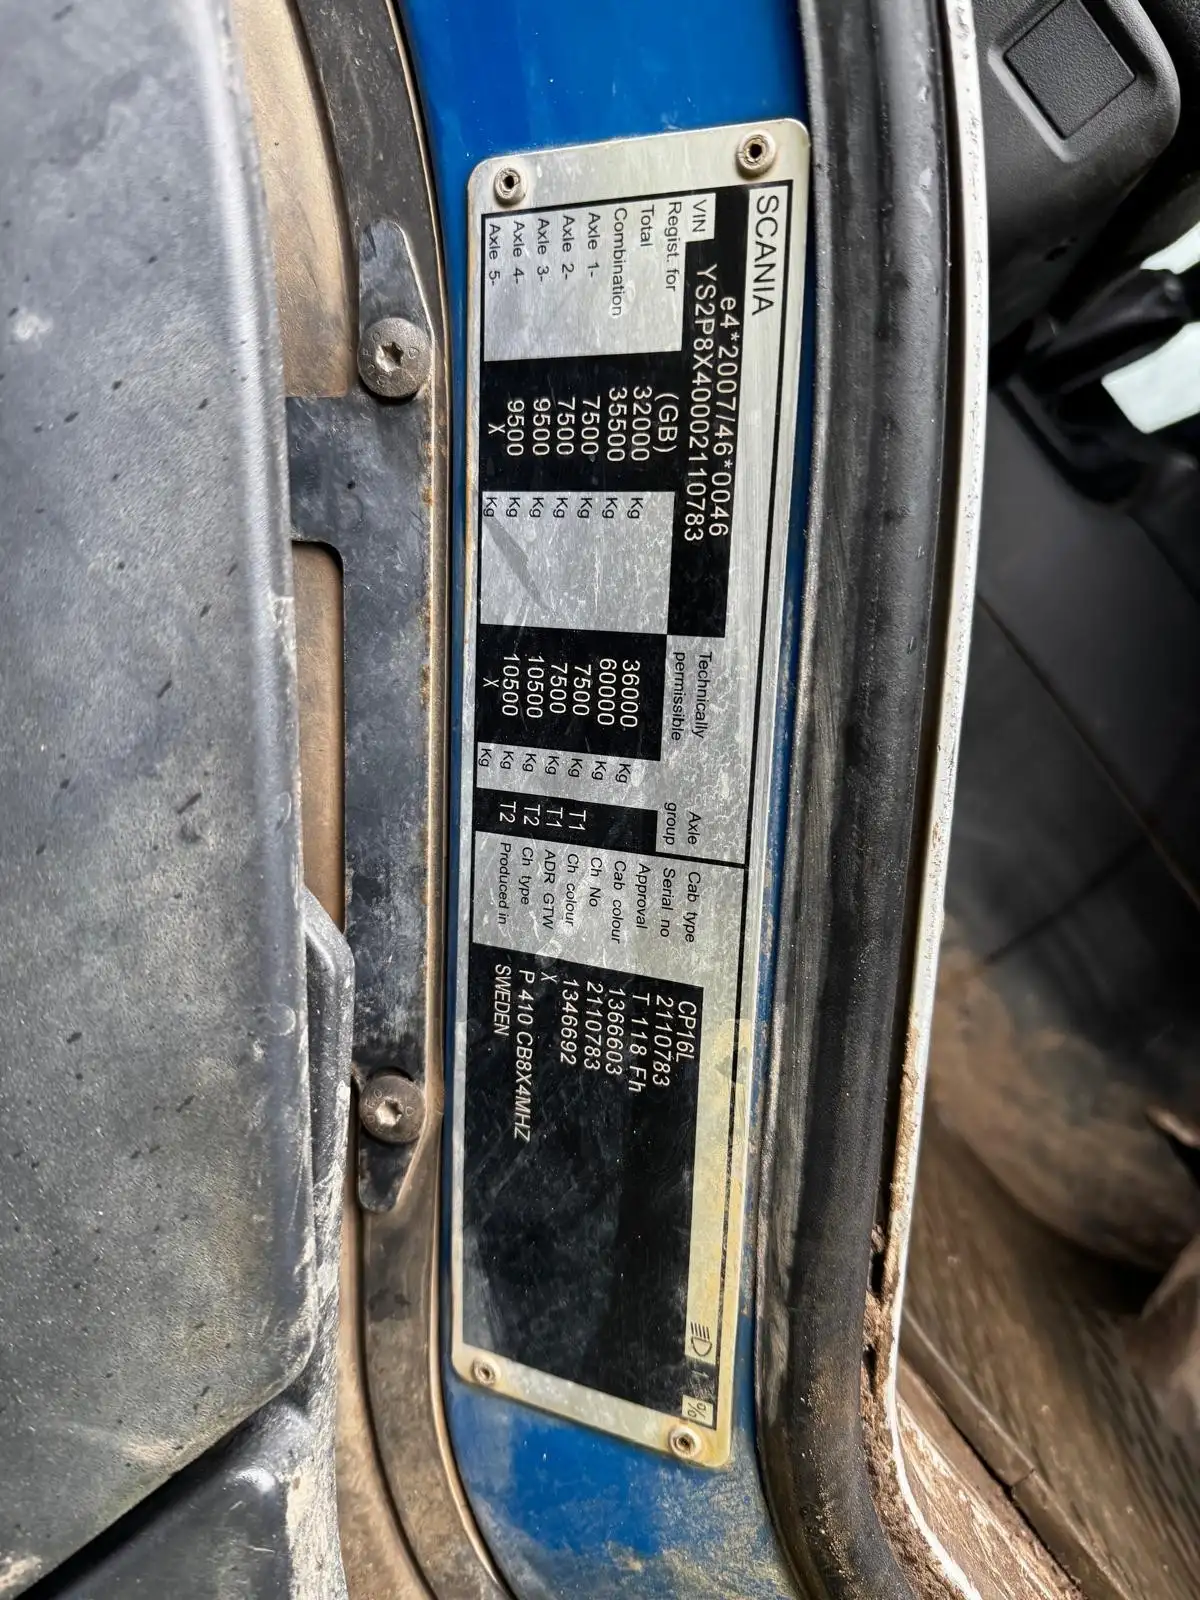 SCANIA
e4*2007/46*0046
VIN YS2P8X40002110783
Regist. for (GB) Technically permissible Axle group
Total 32000 Kg 36000 Kg
Combination 35500 Kg 60000 Kg
Axle 1- 7500 Kg 7500 Kg T1
Axle 2- 7500 Kg 7500 Kg T1
Axle 3- 9500 Kg 10500 Kg T2
Axle 4- 9500 Kg 10500 Kg T2
Axle 5- X Kg X Kg
Cab type CP16L
Serial no 2110783
Approval T 118 Fh
Cab colour 1366603
Ch No 2110783
Ch colour 1346692
ADR GTW X
Ch type P 410 CB8X4MHZ
Produced in SWEDEN
%